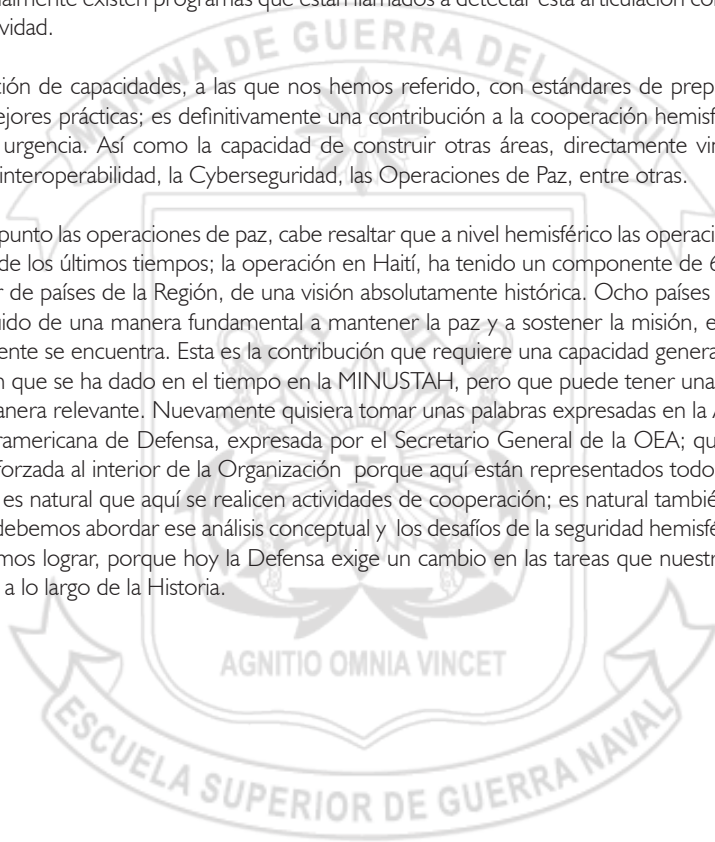 almente existen programas que están llamados a detectar esta articulación co
vidad.
ción de capacidades, a las que nos hemos referido, con estándares de prep
ejores prácticas; es definitivamente una contribución a la cooperación hemisf
urgencia. Así como la capacidad de construir otras áreas, directamente vin
interoperabilidad, la Cyberseguridad, las Operaciones de Paz, entre otras.
punto las operaciones de paz, cabe resaltar que a nivel hemisférico las operaci
de los últimos tiempos; la operación en Haití, ha tenido un componente de 6
r de países de la Región, de una visión absolutamente histórica. Ocho países
uido de una manera fundamental a mantener la paz y a sostener la misión, e
ente se encuentra. Esta es la contribución que requiere una capacidad genera
n que se ha dado en el tiempo en la MINUSTAH, pero que puede tener una
anera relevante. Nuevamente quisiera tomar unas palabras expresadas en la A
ramericana de Defensa, expresada por el Secretario General de la OEA; qu
forzada al interior de la Organización porque aquí están representados todo
es natural que aquí se realicen actividades de cooperación; es natural tambié
debemos abordar ese análisis conceptual y los desafíos de la seguridad hemisfé
mos lograr, porque hoy la Defensa exige un cambio en las tareas que nuestr
a lo largo de la Historia.
MARINA DE GUERRA DEL PERU
AGNITIO OMNIA VINCET
ESCUELA SUPERIOR DE GUERRA NAVAL